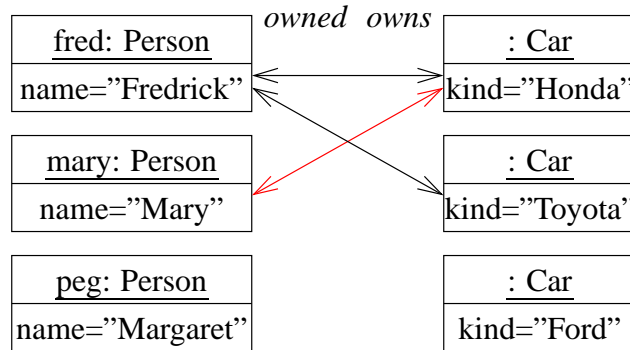 owned owns
fred: Person
name=”Fredrick”
: Car
kind=”Honda”
mary: Person
name=”Mary”
: Car
kind=”Toyota”
peg: Person
name=”Margaret”
: Car
kind=”Ford”